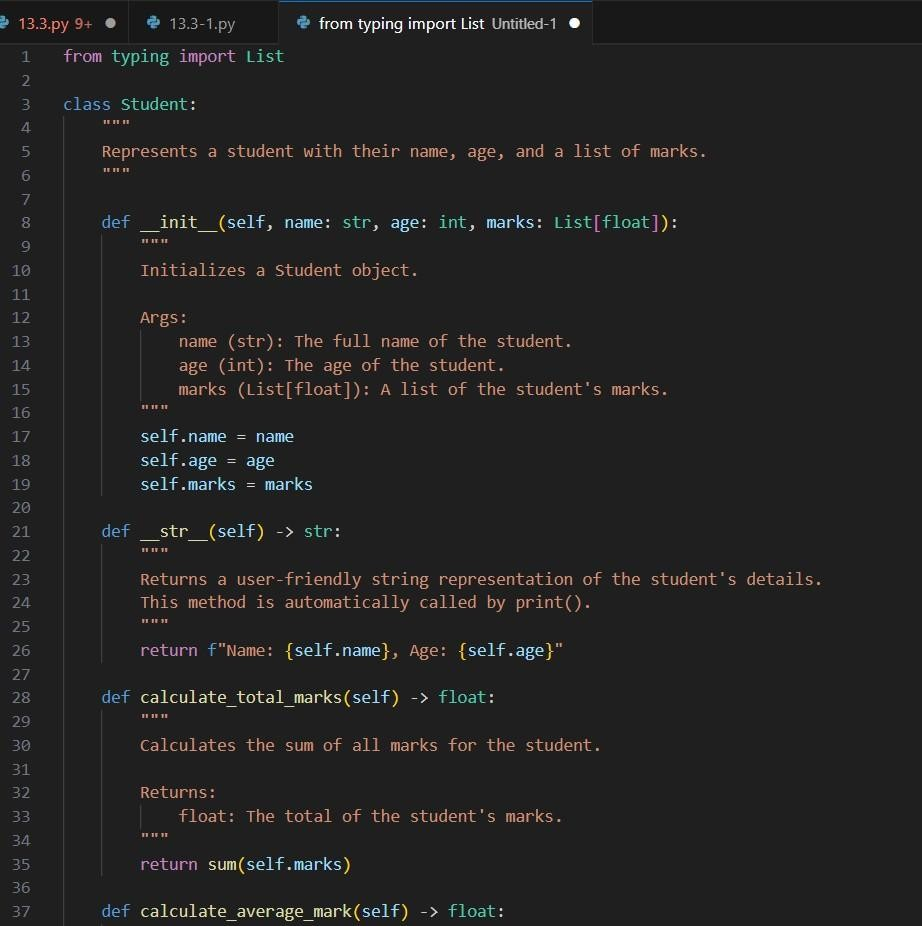 13.3.py 9+
13.3-1.py
from typing import List Untitled-1
1 from typing import List
2
3 class Student:
4     """
5     Represents a student with their name, age, and a list of marks.
6     """
7
8     def __init__(self, name: str, age: int, marks: List[float]):
9         """
10         Initializes a Student object.
11
12         Args:
13             name (str): The full name of the student.
14             age (int): The age of the student.
15             marks (List[float]): A list of the student's marks.
16         """
17         self.name = name
18         self.age = age
19         self.marks = marks
20
21     def __str__(self) -> str:
22         """
23         Returns a user-friendly string representation of the student's details.
24         This method is automatically called by print().
25         """
26         return f"Name: {self.name}, Age: {self.age}"
27
28     def calculate_total_marks(self) -> float:
29         """
30         Calculates the sum of all marks for the student.
31
32         Returns:
33             float: The total of the student's marks.
34         """
35         return sum(self.marks)
36
37     def calculate_average_mark(self) -> float: